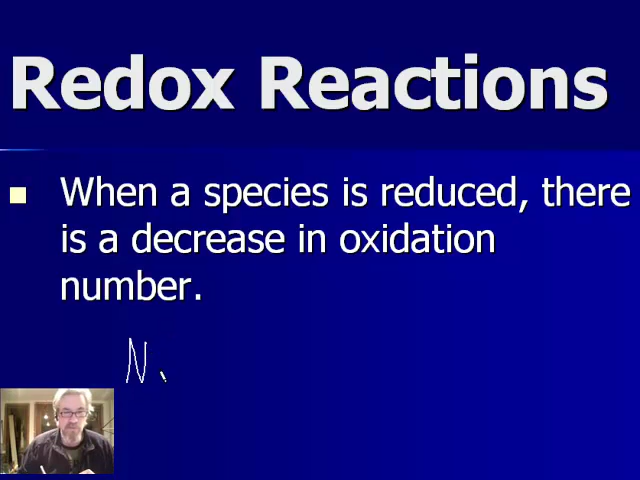 Redox Reactions
When a species is reduced, there
is a decrease in oxidation
number.
N